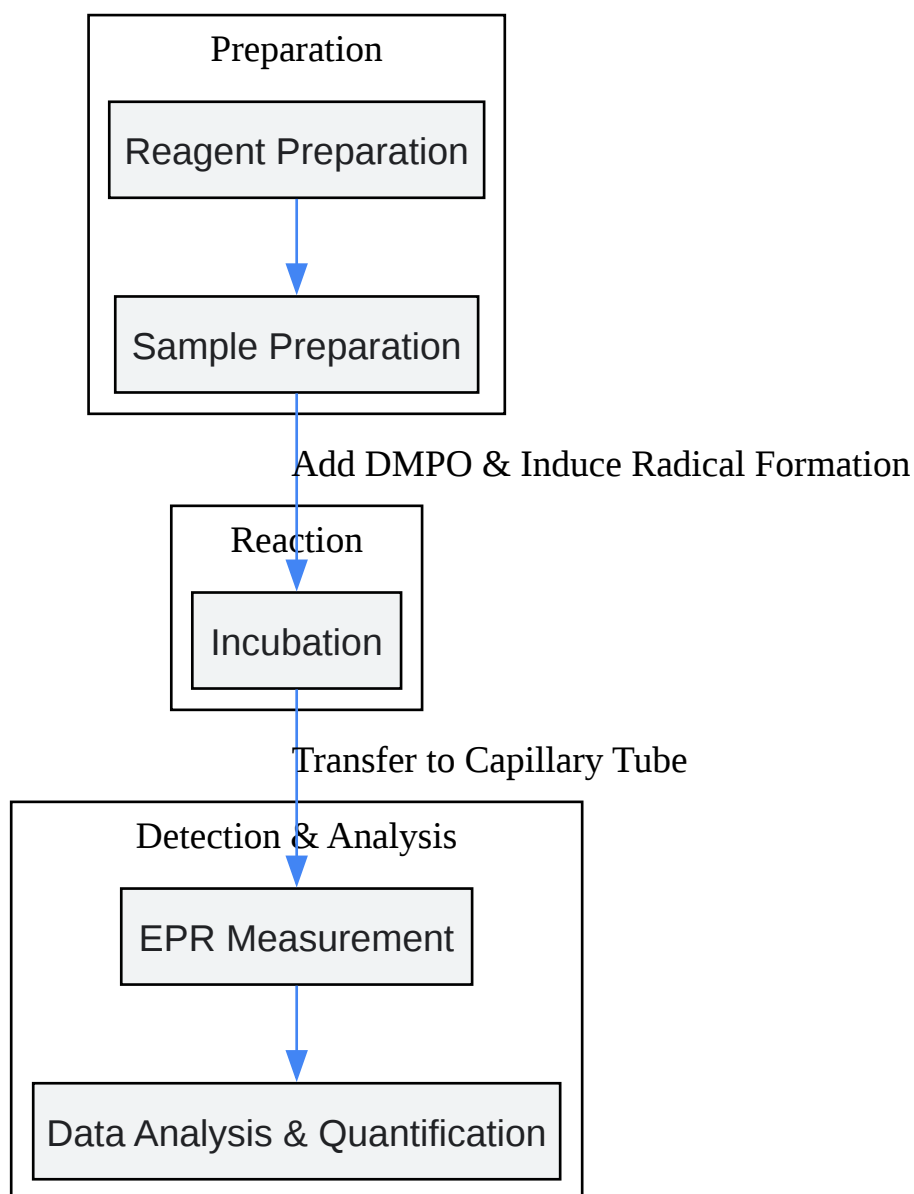 Preparation
Reagent Preparation
Sample Preparation
Add DMPO & Induce Radical Formation
Reaction
Incubation
Transfer to Capillary Tube
Detection & Analysis
EPR Measurement
Data Analysis & Quantification